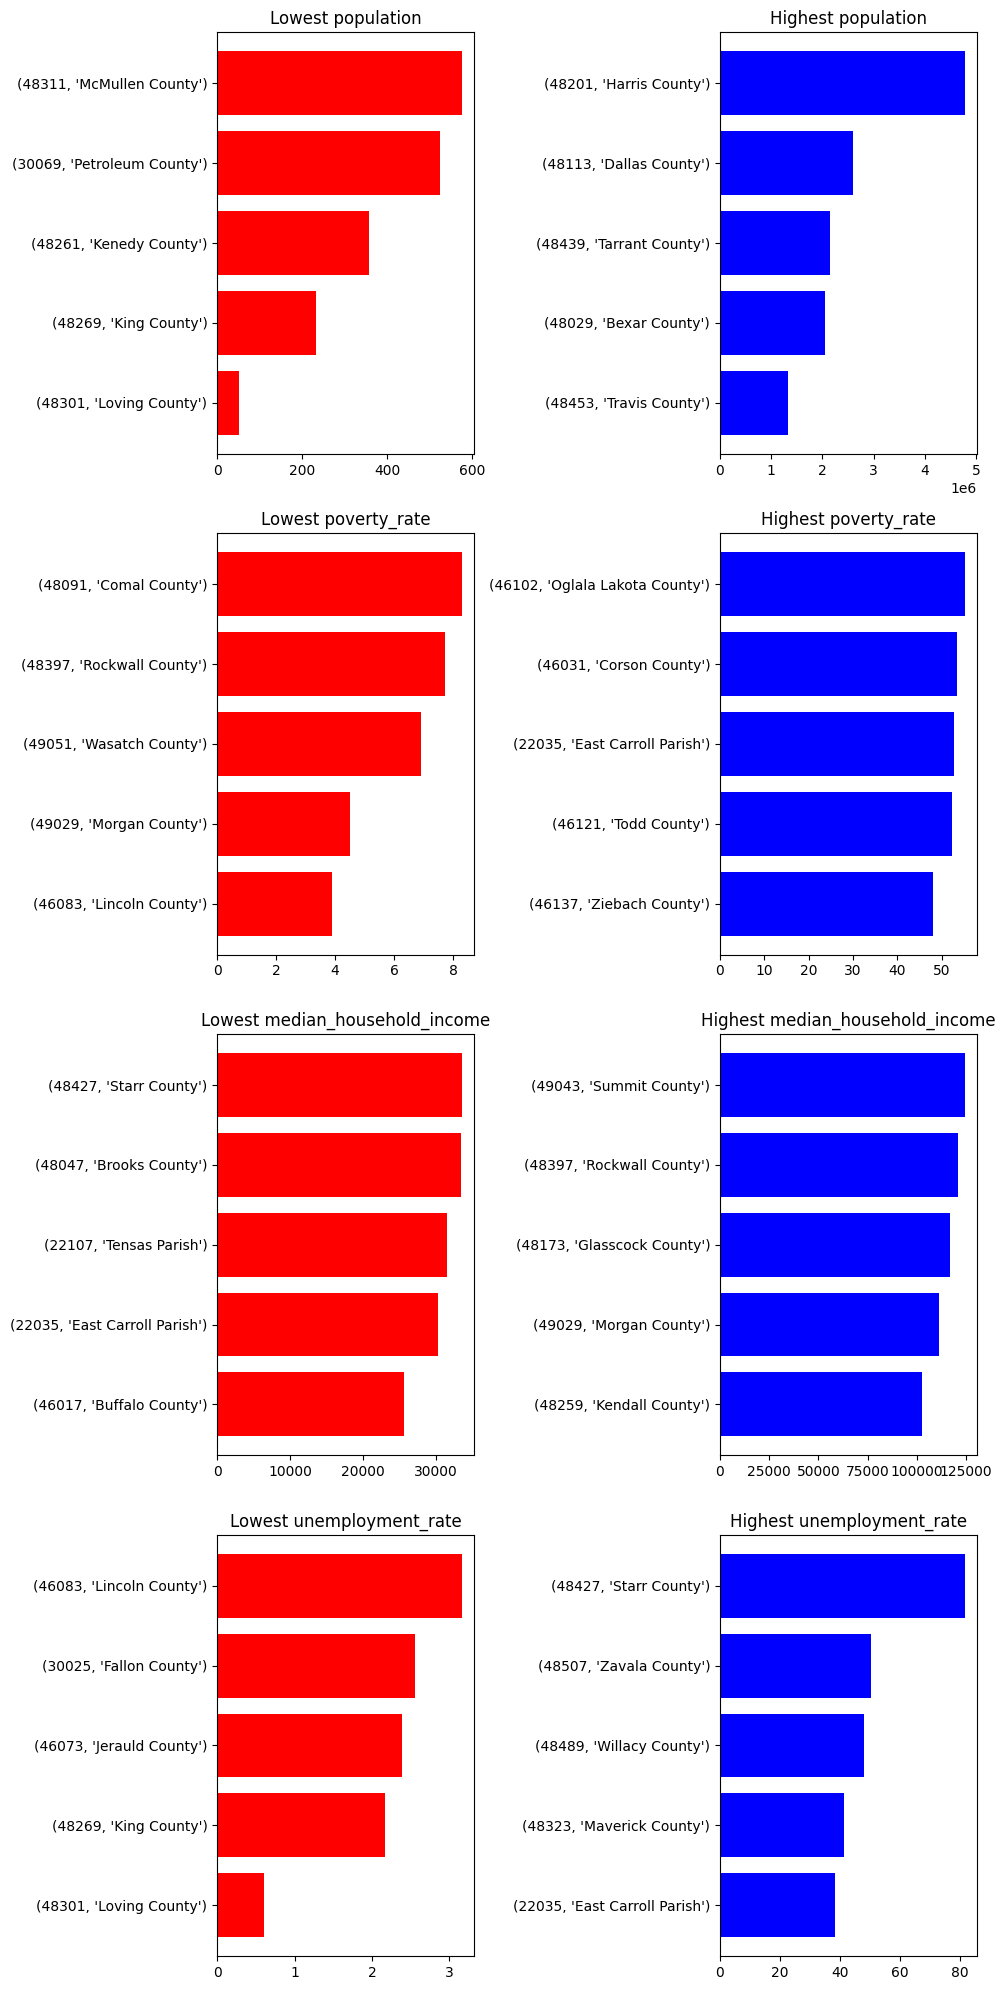 Lowest population
(48311, 'McMullen County')
(30069, 'Petroleum County')
(48261, 'Kenedy County')
(48269, 'King County')
(48301, 'Loving County')
0 200 400 600
Highest population
(48201, 'Harris County')
(48113, 'Dallas County')
(48439, 'Tarrant County')
(48029, 'Bexar County')
(48453, 'Travis County')
0 1 2 3 4 5
1e6
Lowest poverty_rate
(48091, 'Comal County')
(48397, 'Rockwall County')
(49051, 'Wasatch County')
(49029, 'Morgan County')
(46083, 'Lincoln County')
0 2 4 6 8
Highest poverty_rate
(46102, 'Oglala Lakota County')
(46031, 'Corson County')
(22035, 'East Carroll Parish')
(46121, 'Todd County')
(46137, 'Ziebach County')
0 10 20 30 40 50
Lowest median_household_income
(48427, 'Starr County')
(48047, 'Brooks County')
(22107, 'Tensas Parish')
(22035, 'East Carroll Parish')
(46017, 'Buffalo County')
0 10000 20000 30000
Highest median_household_income
(49043, 'Summit County')
(48397, 'Rockwall County')
(48173, 'Glasscock County')
(49029, 'Morgan County')
(48259, 'Kendall County')
0 25000 50000 75000 100000 125000
Lowest unemployment_rate
(46083, 'Lincoln County')
(30025, 'Fallon County')
(46073, 'Jerauld County')
(48269, 'King County')
(48301, 'Loving County')
0 1 2 3
Highest unemployment_rate
(48427, 'Starr County')
(48507, 'Zavala County')
(48489, 'Willacy County')
(48323, 'Maverick County')
(22035, 'East Carroll Parish')
0 20 40 60 80